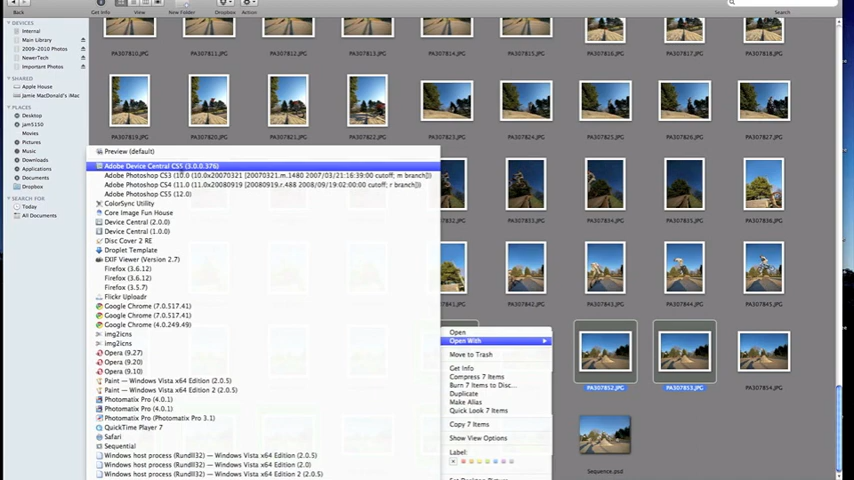 Back
Get Info
View
New Folder
Dropbox
Action
Search
DEVICES
Internal
Main Library
2009-2010 Photos
NewerTech
Important Photos
SHARED
Apple House
Jamie MacDonald's iMac
PLACES
Desktop
jam5150
Movies
Pictures
Music
Downloads
Applications
Documents
Dropbox
SEARCH FOR
Today
All Documents
PA307811.JPG
PA307812.JPG
PA307813.JPG
PA307814.JPG
PA307815.JPG
PA307816.JPG
PA307817.JPG
PA307818.JPG
PA307819.JPG
PA307820.JPG
PA307821.JPG
PA307822.JPG
PA307827.JPG
PA307836.JPG
PA307843.JPG
PA307844.JPG
PA307845.JPG
PA307852.JPG
PA307853.JPG
PA307854.JPG
Sequence.psd
Preview (default)
Adobe Device Central CS5 (3.0.0.376)
Adobe Photoshop CS3 (10.0 (10.0x20070321 [20070321.m.1480 2007/03/21:16:39:00 cutoff; m branch]))
Adobe Photoshop CS4 (11.0 (11.0x20080919 [20080919.r.488 2008/09/19:02:00:00 cutoff; r branch]))
Adobe Photoshop CS5 (12.0)
ColorSync Utility
Core Image Fun House
Device Central (2.0.0)
Device Central (1.0.0)
Disc Cover 2 RE
Droplet Template
EXIF Viewer (Version 2.7)
Firefox (3.6.12)
Firefox (3.6.12)
Firefox (3.5.7)
Flickr Uploadr
Google Chrome (7.0.517.41)
Google Chrome (7.0.517.41)
Google Chrome (4.0.249.49)
img2icns
img2icns
Opera (9.27)
Opera (9.20)
Opera (9.10)
Paint — Windows Vista x64 Edition (2.0.5)
Paint — Windows Vista x64 Edition 2 (2.0.5)
Photomatix Pro (4.0.1)
Photomatix Pro (4.0.1)
Photomatix Pro (Photomatix Pro 3.1)
QuickTime Player 7
Safari
Sequential
Windows host process (Rundll32) — Windows Vista x64 Edition (2.0.5)
Windows host process (Rundll32) — Windows Vista x64 Edition (2.0)
Windows host process (Rundll32) — Windows Vista x64 Edition 2 (2.0.5)
Open
Open With
Move to Trash
Get Info
Compress 7 Items
Burn 7 Items to Disc...
Duplicate
Make Alias
Quick Look 7 Items
Copy 7 Items
Show View Options
Label: